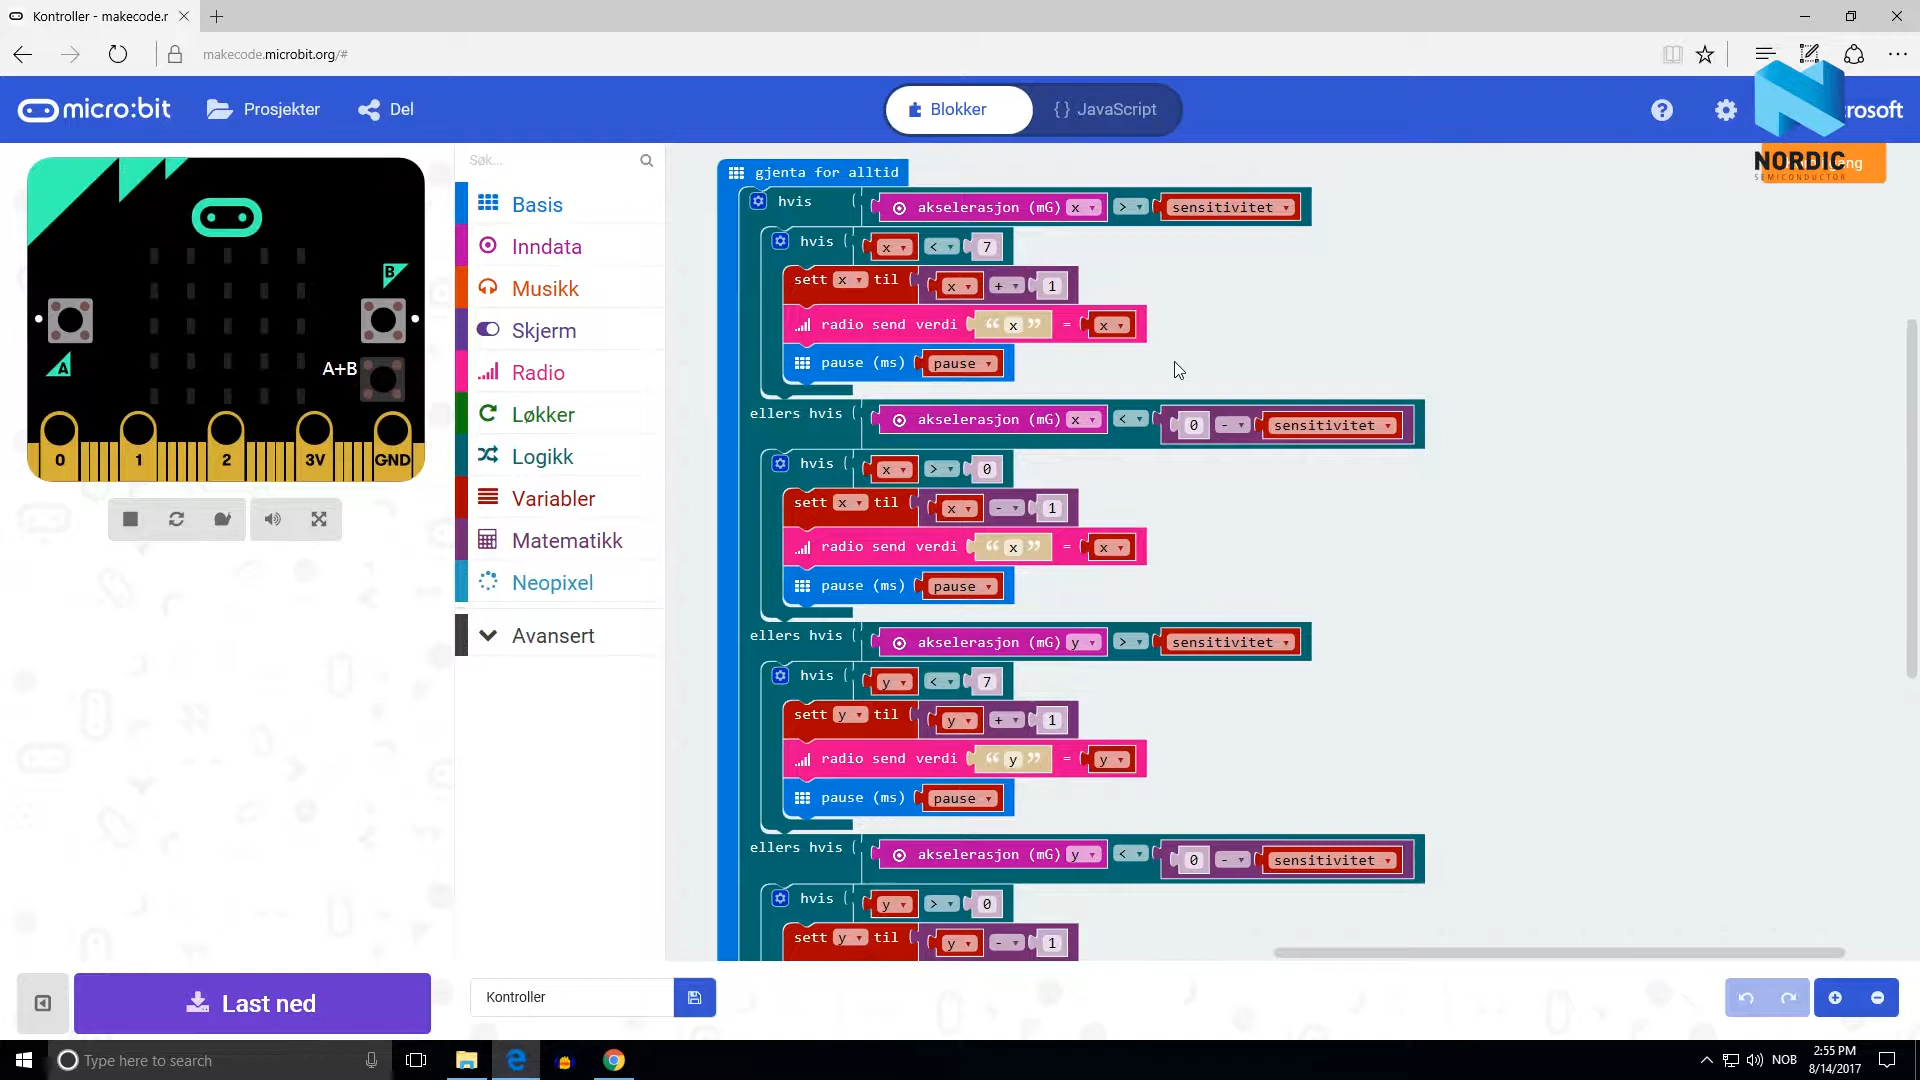 Kontroller - makecode.r
makecode.microbit.org/#
micro:bit
Prosjekter
Del
Blokker
{} JavaScript
rosoft
NORDIC
SEMICONDUCTOR
ng
Søk...
B
A
A+B
0 1 2 3V GND
Basis
Inndata
Musikk
Skjerm
Radio
Løkker
Logikk
Variabler
Matematikk
Neopixel
Avansert
gjenta for alltid
hvis akselerasjon (mG) x > sensitivitet
hvis x < 7
sett x til x + 1
radio send verdi “ x ” = x
pause (ms) pause
ellers hvis akselerasjon (mG) x < 0 - sensitivitet
hvis x > 0
sett x til x - 1
radio send verdi “ x ” = x
pause (ms) pause
ellers hvis akselerasjon (mG) y > sensitivitet
hvis y < 7
sett y til y + 1
radio send verdi “ y ” = y
pause (ms) pause
ellers hvis akselerasjon (mG) y < 0 - sensitivitet
hvis y > 0
sett y til y - 1
Last ned
Kontroller
Type here to search
NOB
2:55 PM
8/14/2017